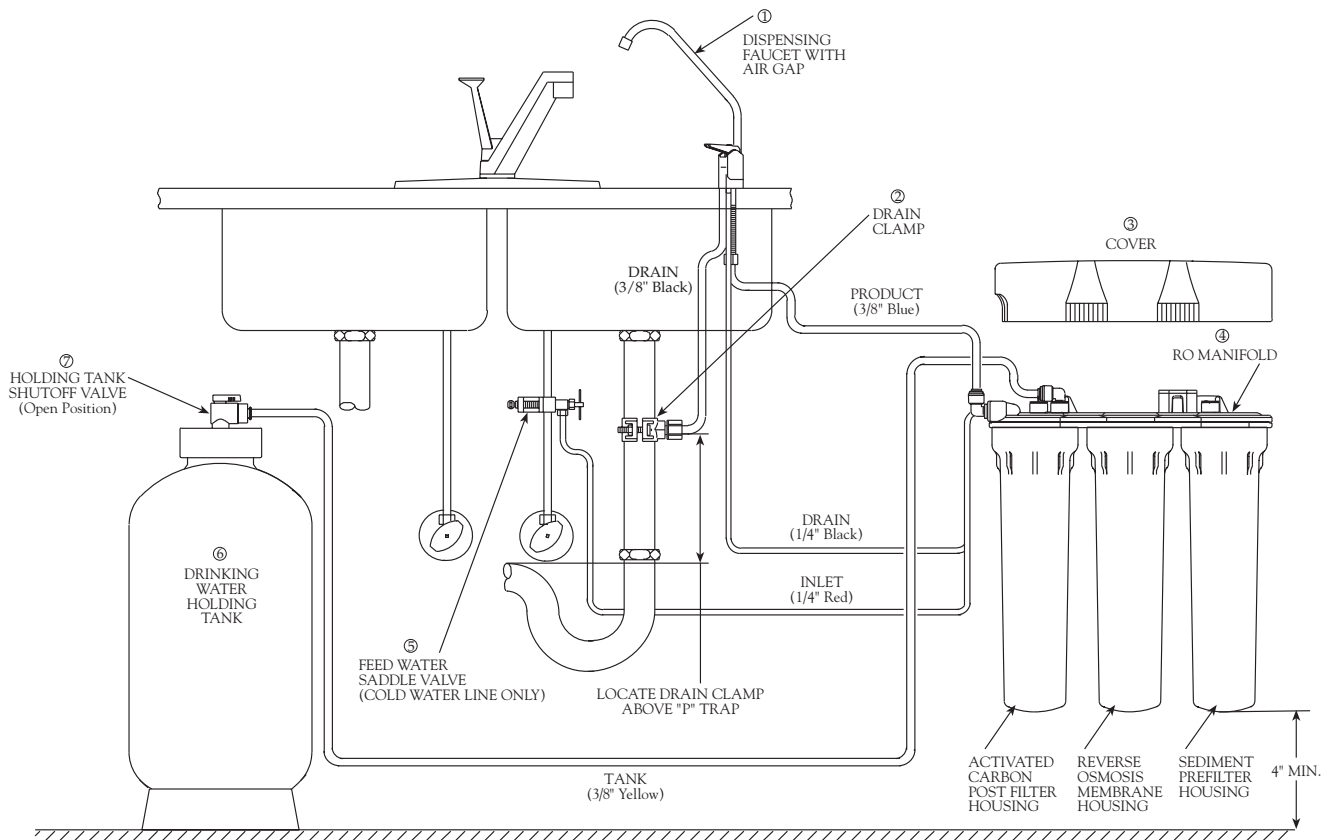 ①
DISPENSING
FAUCET WITH
AIR GAP
②
DRAIN
CLAMP
③
COVER
DRAIN
(3/8" Black)
PRODUCT
(3/8" Blue)
④
RO MANIFOLD
⑦
HOLDING TANK
SHUTOFF VALVE
(Open Position)
DRAIN
(1/4" Black)
⑥
DRINKING
WATER
HOLDING
TANK
INLET
(1/4" Red)
⑤
FEED WATER
SADDLE VALVE
(COLD WATER LINE ONLY)
LOCATE DRAIN CLAMP
ABOVE "P" TRAP
ACTIVATED
CARBON
POST FILTER
HOUSING
REVERSE
OSMOSIS
MEMBRANE
HOUSING
SEDIMENT
PREFILTER
HOUSING
4" MIN.
TANK
(3/8" Yellow)